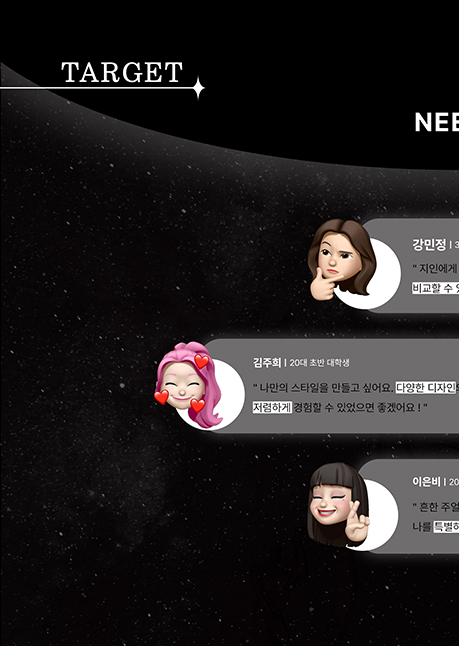 TARGET
강민정 |
" 지인에게
비교할 수
김주희 | 20대 초반 대학생
" 나만의 스타일을 만들고 싶어요. 다양한 디자인
저렴하게 경험할 수 있었으면 좋겠어요 ! "
이은비 | 20
" 흔한 주얼
나를 특별하